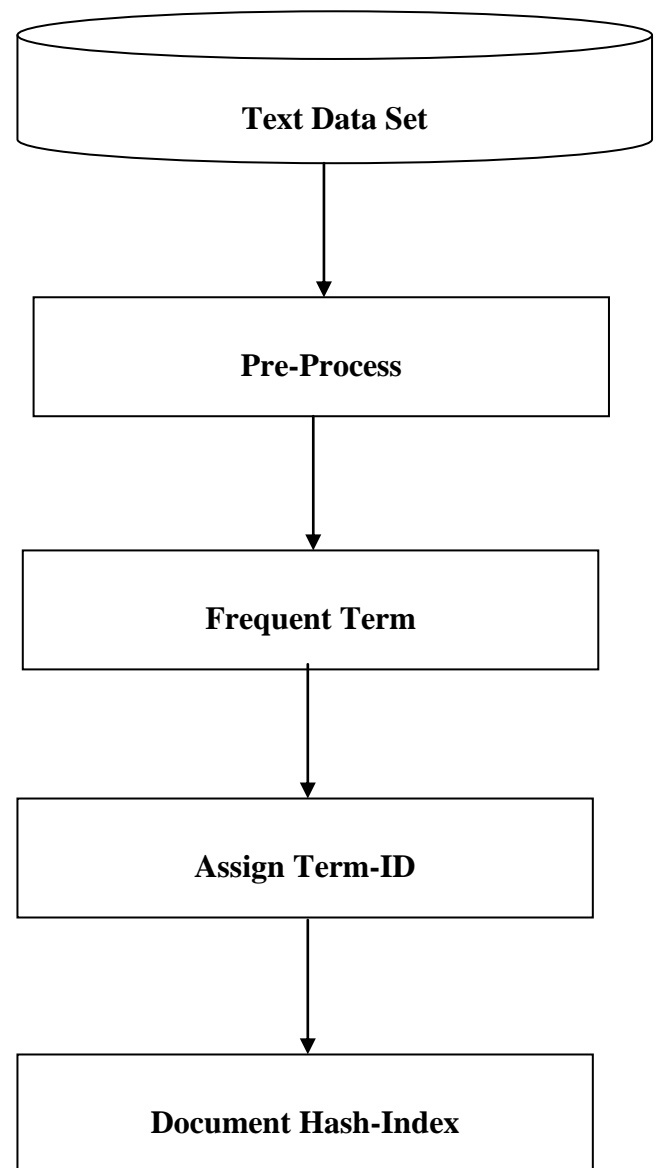 Text Data Set
Pre-Process
Frequent Term
Assign Term-ID
Document Hash-Index